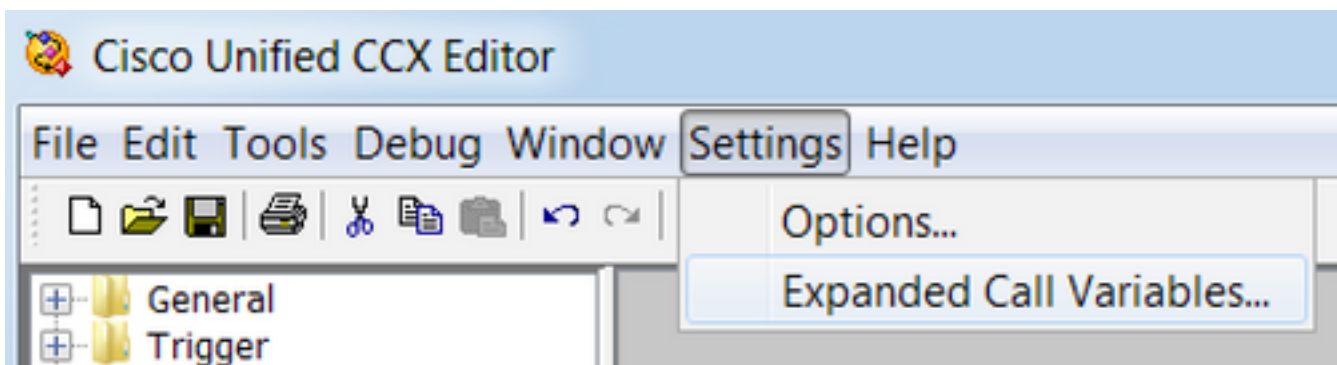 Cisco Unified CCX Editor
File Edit Tools Debug Window Settings Help
Options...
Expanded Call Variables...
General
Trigger